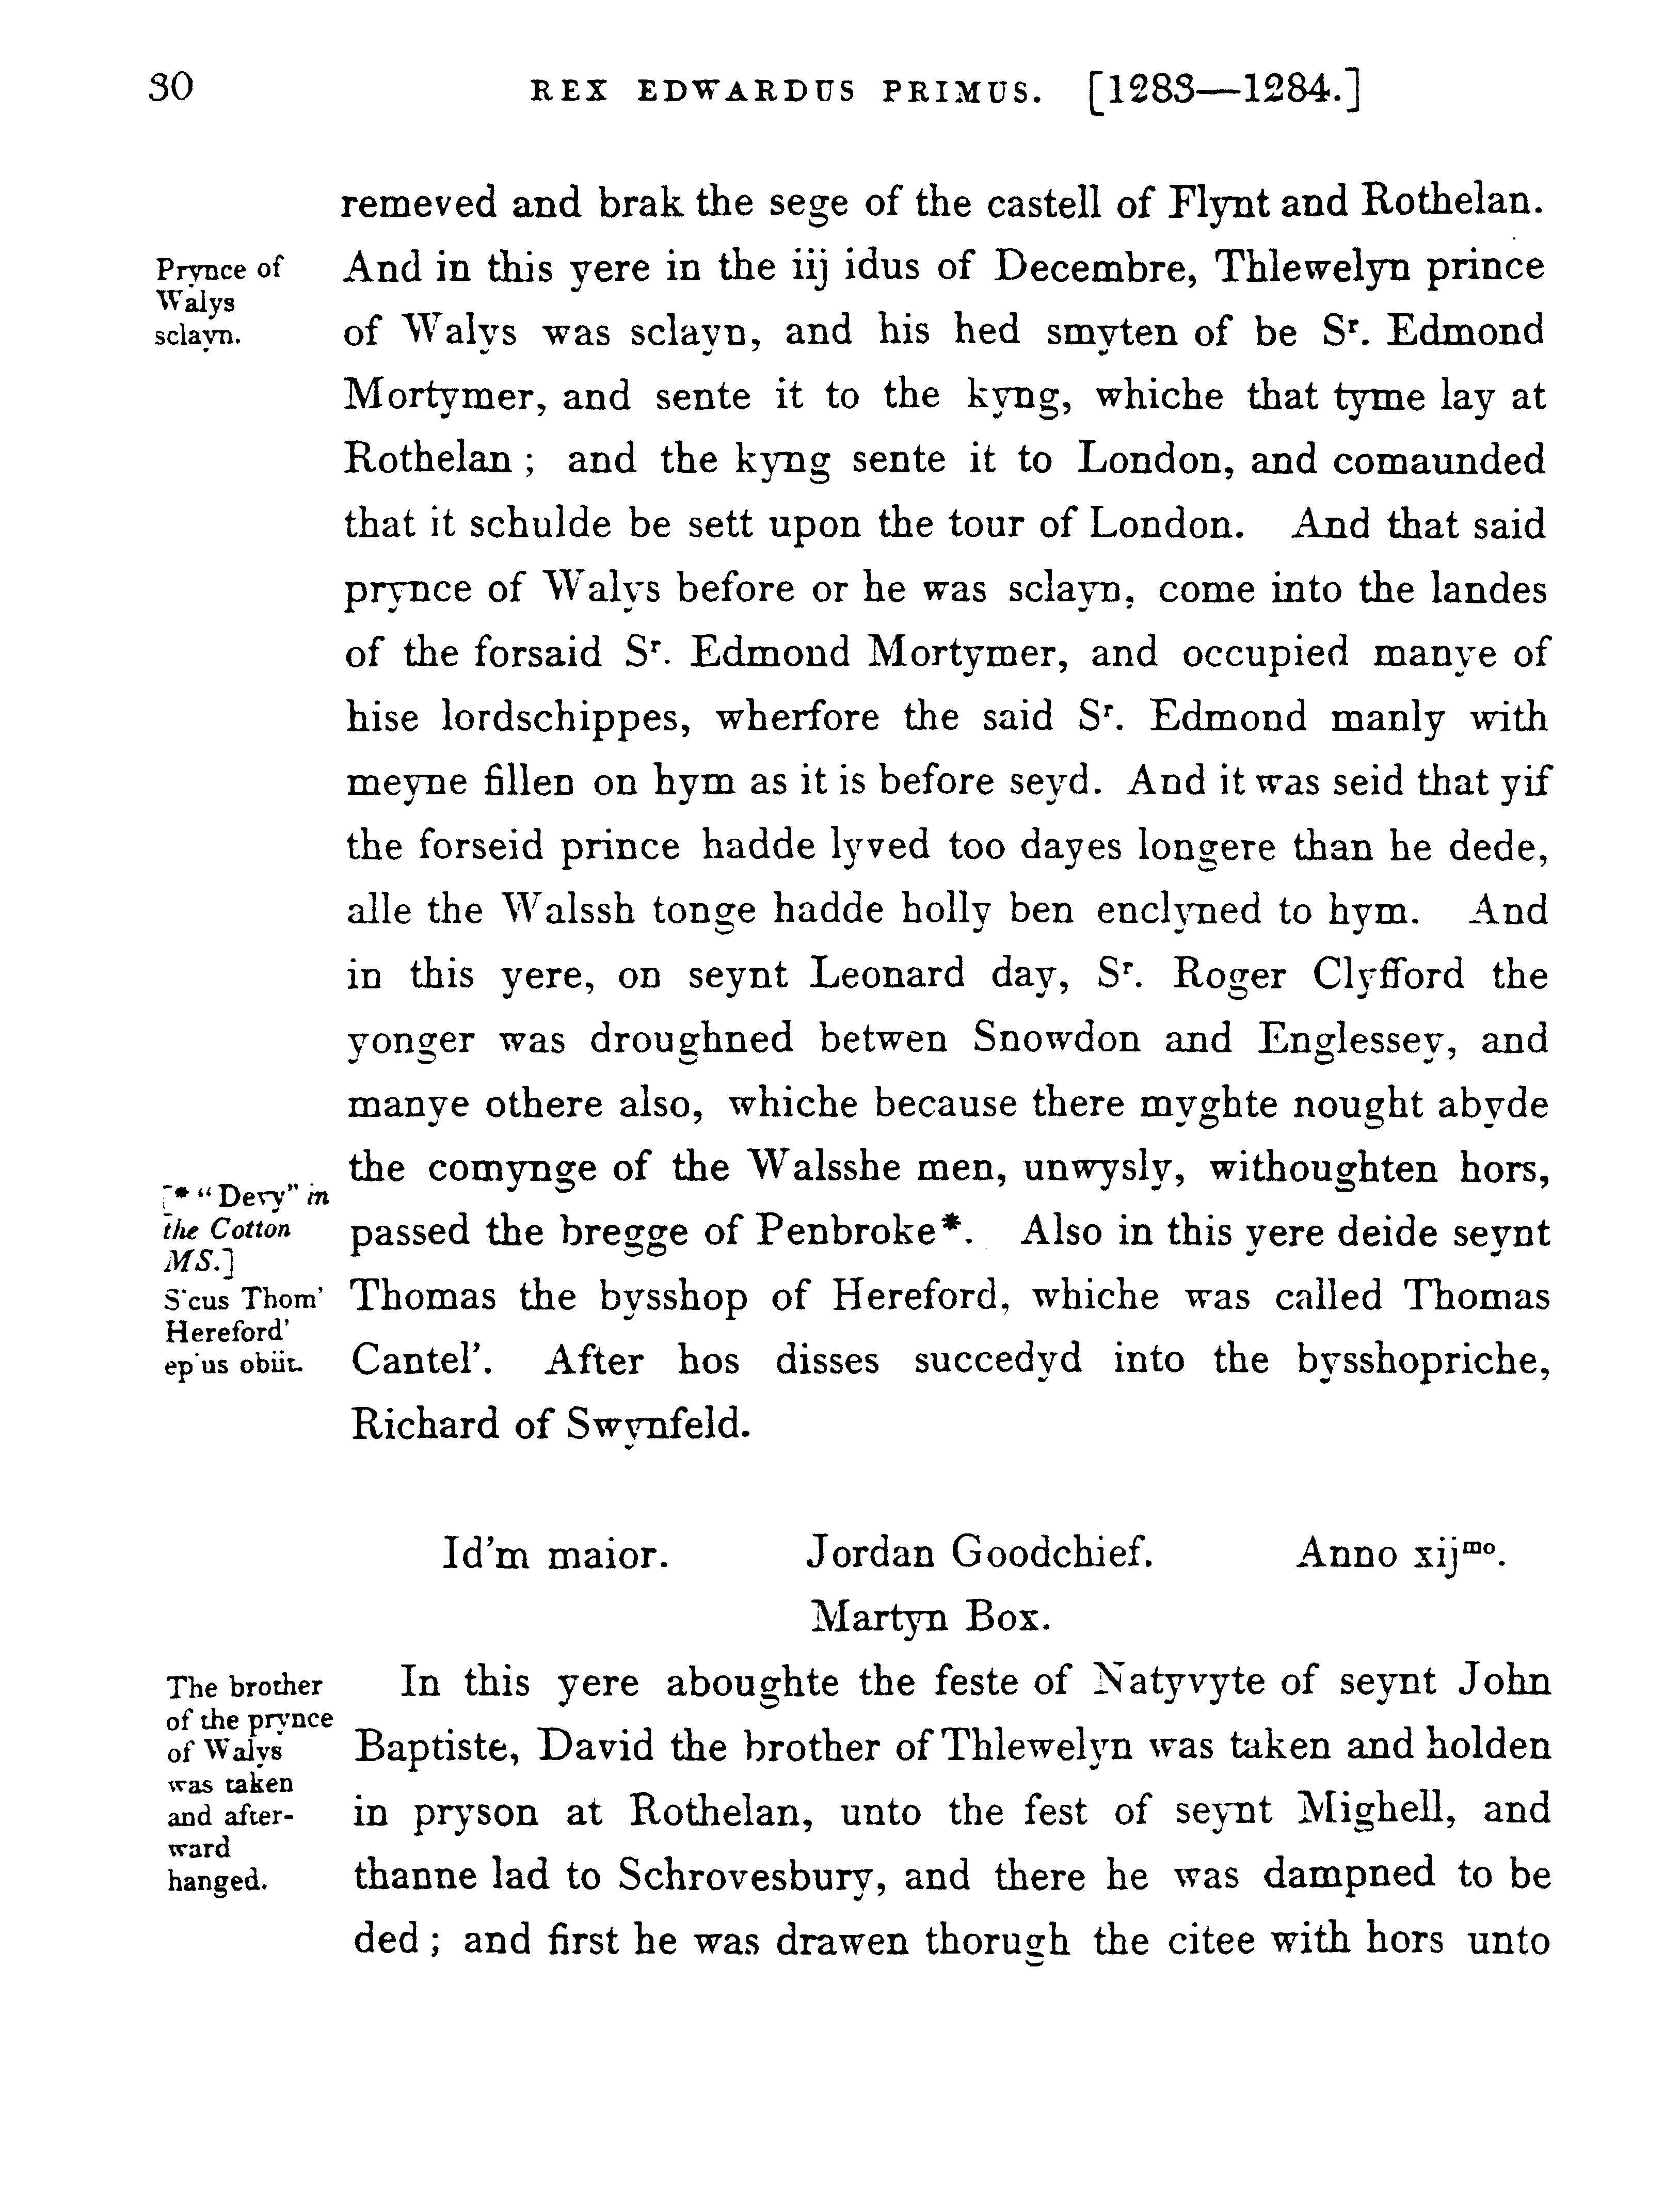 30 REX EDWARDUS PRIMUS. [1283—1284.]
removed and brak the sege of the castell of Flynt and Rothelan.
Prynce of
Walys
sclayn.
And in this yere in the iij idus of Decembre, Thlewelyn prince
of Walys was sclayn, and his hed smyten of be Sʳ. Edmond
Mortymer, and sente it to the kyng, whiche that tyme lay at
Rothelan ; and the kyng sente it to London, and comaunded
that it schulde be sett upon the tour of London. And that said
prynce of Walys before or he was sclayn, come into the landes
of the forsaid Sʳ. Edmond Mortymer, and occupied manye of
hise lordschippes, wherfore the said Sʳ. Edmond manly with
meyne fillen on hym as it is before seyd. And it was seid that yif
the forseid prince hadde lyved too dayes longere than he dede,
alle the Walssh tonge hadde holly ben enclyned to hym. And
in this yere, on seynt Leonard day, Sʳ. Roger Clyfford the
yonger was droughned betwen Snowdon and Englessey, and
manye othere also, whiche because there myghte nought abyde
the comynge of the Walsshe men, unwysly, withoughten hors,
[* "Devy" in
the Cotton
MS.]
passed the bregge of Penbroke*. Also in this yere deide seynt
S'cus Thom'
Hereford'
ep'us obiit.
Thomas the bysshop of Hereford, whiche was called Thomas
Cantel'. After hos disses succedyd into the bysshopriche,
Richard of Swynfeld.
Id'm maior. Jordan Goodchief. Anno xijᵐᵒ.
Martyn Box.
The brother
of the prynce
of Walys
was taken
and after-
ward
hanged.
In this yere aboughte the feste of Natyvyte of seynt John
Baptiste, David the brother of Thlewelyn was taken and holden
in pryson at Rothelan, unto the fest of seynt Mighell, and
thanne lad to Schrovesbury, and there he was dampned to be
ded ; and first he was drawen thorugh the citee with hors unto